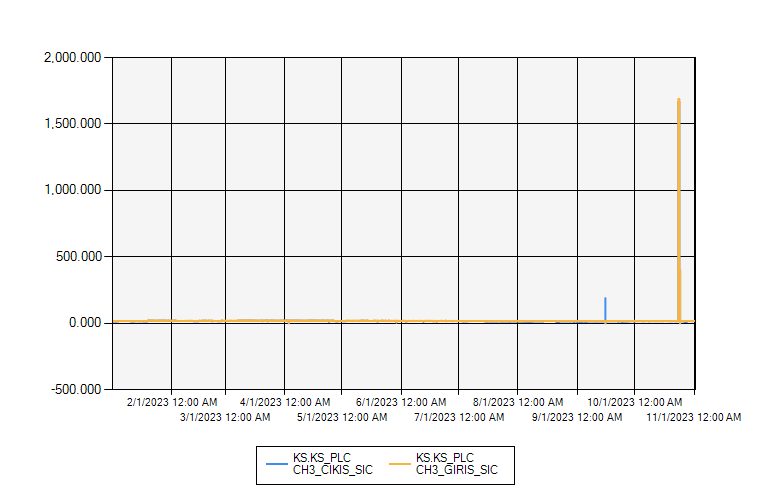 2,000.000
1,500.000
1,000.000
500.000
0.000
-500.000
2/1/2023 12:00 AM 4/1/2023 12:00 AM 6/1/2023 12:00 AM 8/1/2023 12:00 AM 10/1/2023 12:00 AM
3/1/2023 12:00 AM 5/1/2023 12:00 AM 7/1/2023 12:00 AM 9/1/2023 12:00 AM 11/1/2023 12:00 AM
KS.KS_PLC KS.KS_PLC
CH3_CIKIS_SIC CH3_GIRIS_SIC